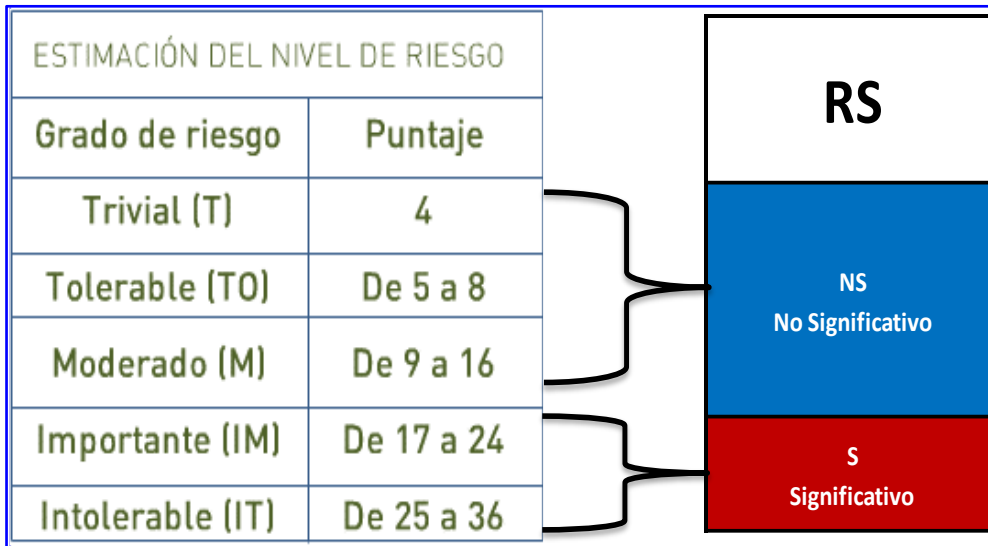 ESTIMACIÓN DEL NIVEL DE RIESGO
Grado de riesgo Puntaje
Trivial (T) 4
Tolerable (TO) De 5 a 8
Moderado (M) De 9 a 16
Importante (IM) De 17 a 24
Intolerable (IT) De 25 a 36
RS
NS
No Significativo
S
Significativo